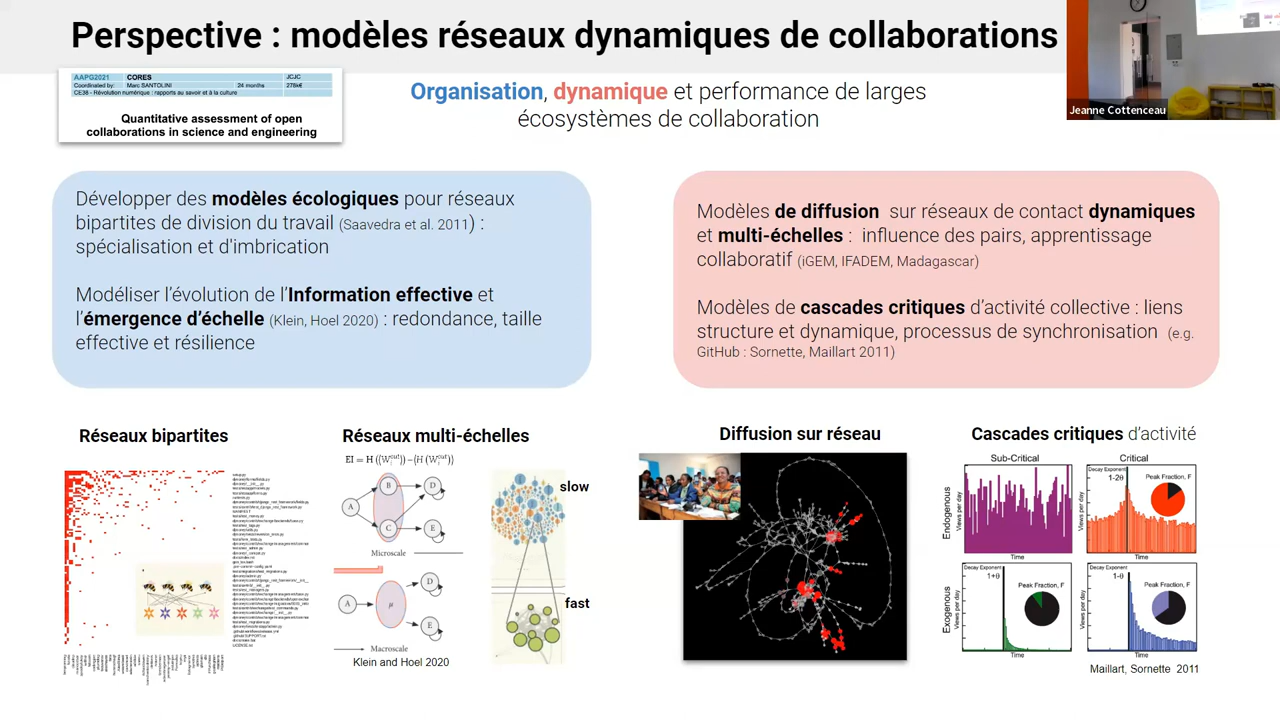 Perspective : modèles réseaux dynamiques de collaborations
Jeanne Cottenceau
AAPG2021 CORES JCJC
Coordinated by: Marc SANTOLINI 24 months 278k€
CE38 - Révolution numérique : rapports au savoir et à la culture
Quantitative assessment of open
collaborations in science and engineering
Organisation, dynamique et performance de larges
écosystèmes de collaboration
Développer des modèles écologiques pour réseaux
bipartites de division du travail (Saavedra et al. 2011) :
spécialisation et d'imbrication
Modéliser l’évolution de l’Information effective et
l’émergence d’échelle (Klein, Hoel 2020) : redondance, taille
effective et résilience
Modèles de diffusion sur réseaux de contact dynamiques
et multi-échelles : influence des pairs, apprentissage
collaboratif (iGEM, IFADEM, Madagascar)
Modèles de cascades critiques d’activité collective : liens
structure et dynamique, processus de synchronisation (e.g.
GitHub : Sornette, Maillart 2011)
Réseaux bipartites
Réseaux multi-échelles
EI = H (⟨W_i^out⟩) − ⟨H (W_i^out)⟩
A
B
C
D
E
Microscale
A
μ
D
E
Macroscale
Klein and Hoel 2020
slow
fast
Diffusion sur réseau
Cascades critiques d’activité
Sub-Critical
Critical
Endogenous
Views per day
Time
Decay Exponent
1-2θ
Peak Fraction, F
Views per day
Time
Exogenous
Views per day
Decay Exponent
1+θ
Peak Fraction, F
Time
Decay Exponent
1-θ
Peak Fraction, F
Views per day
Time
Maillart, Sornette 2011